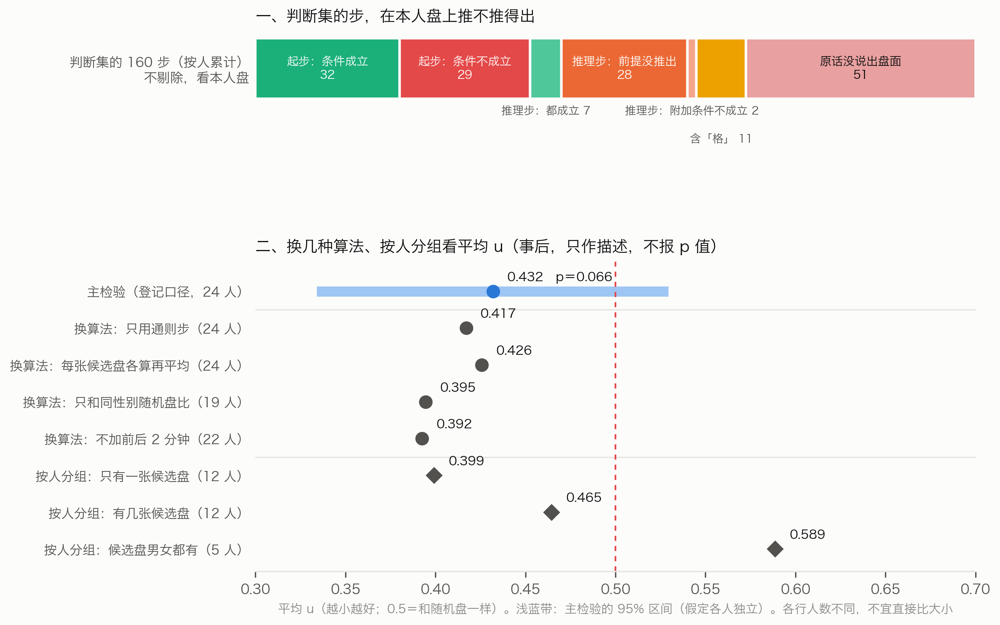 一、判断集的步，在本人盘上推不推得出
判断集的 160 步（按人累计）
不剔除，看本人盘
起步：条件成立
32
起步：条件不成立
29
推理步：前提没推出
28
原话没说出盘面
51
推理步：都成立 7
推理步：附加条件不成立 2
含「格」 11
二、换几种算法、按人分组看平均 u（事后，只作描述，不报 p 值）
主检验（登记口径，24 人）
0.432 p＝0.066
换算法：只用通则步（24 人）
0.417
换算法：每张候选盘各算再平均（24 人）
0.426
换算法：只和同性别随机盘比（19 人）
0.395
换算法：不加前后 2 分钟（22 人）
0.392
按人分组：只有一张候选盘（12 人）
0.399
按人分组：有几张候选盘（12 人）
0.465
按人分组：候选盘男女都有（5 人）
0.589
0.30 0.35 0.40 0.45 0.50 0.55 0.60 0.65 0.70
平均 u（越小越好；0.5＝和随机盘一样）。浅蓝带：主检验的 95% 区间（假定各人独立）。各行人数不同，不宜直接比大小